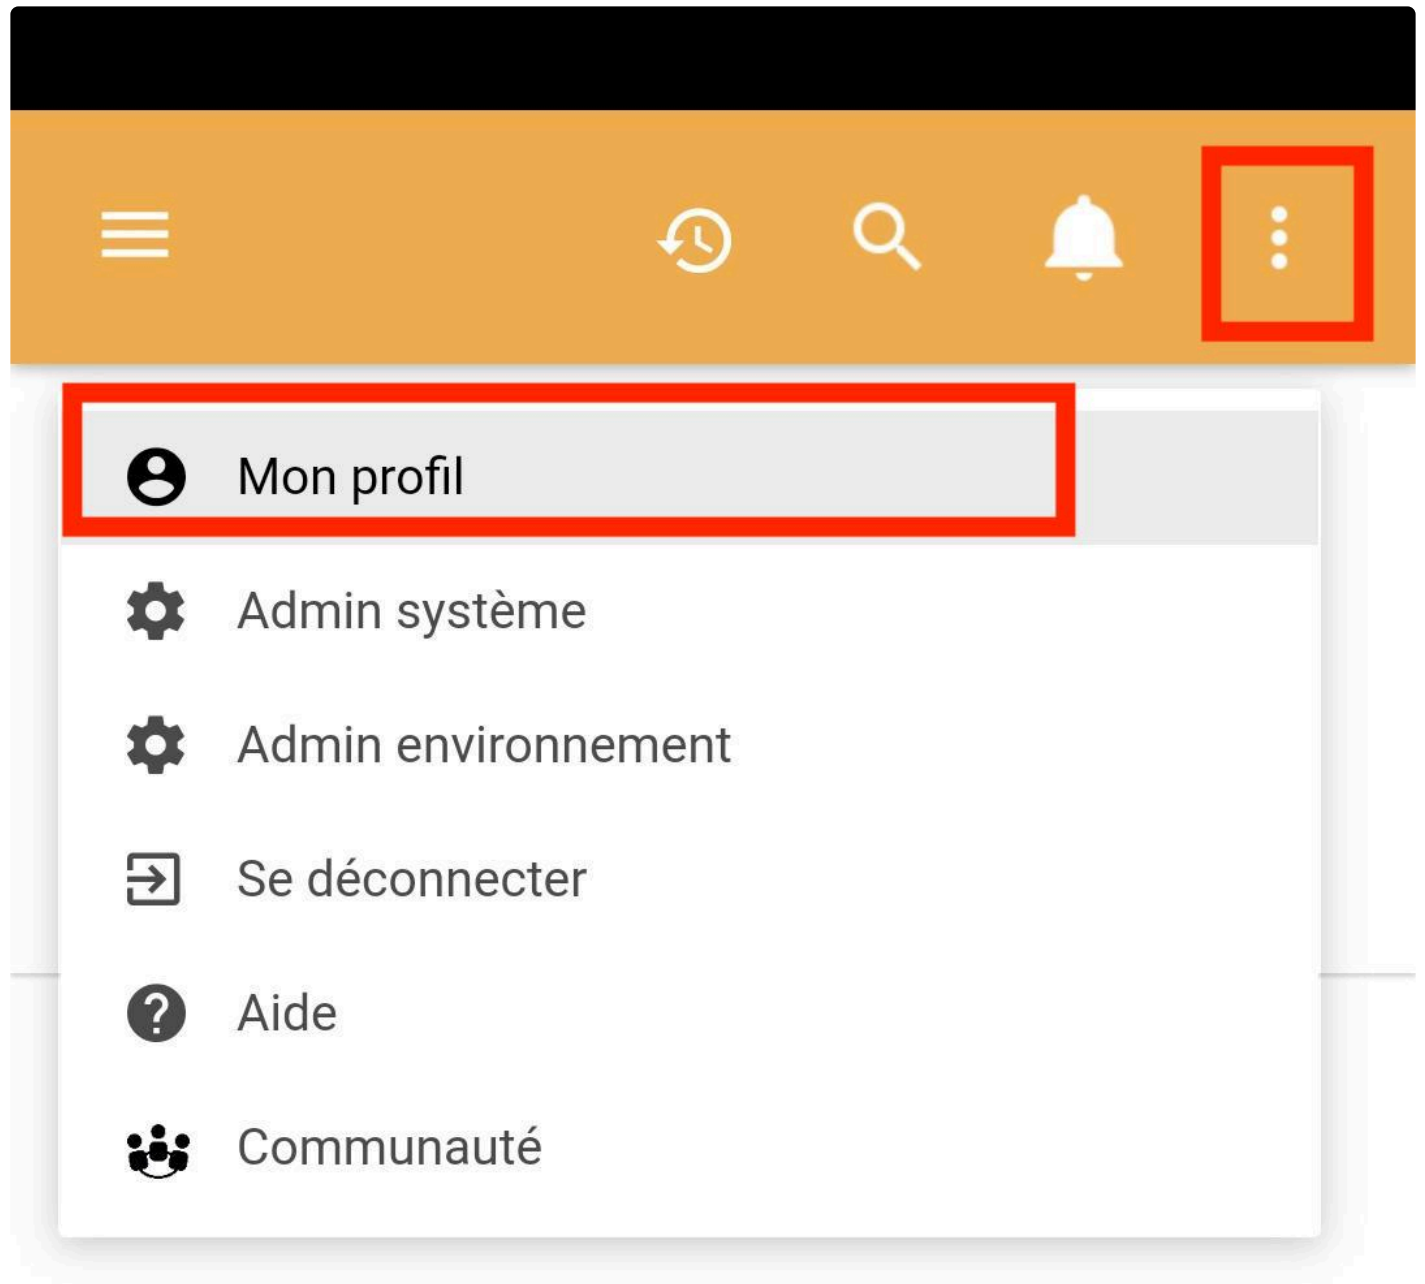 Mon profil
Admin système
Admin environnement
Se déconnecter
Aide
Communauté